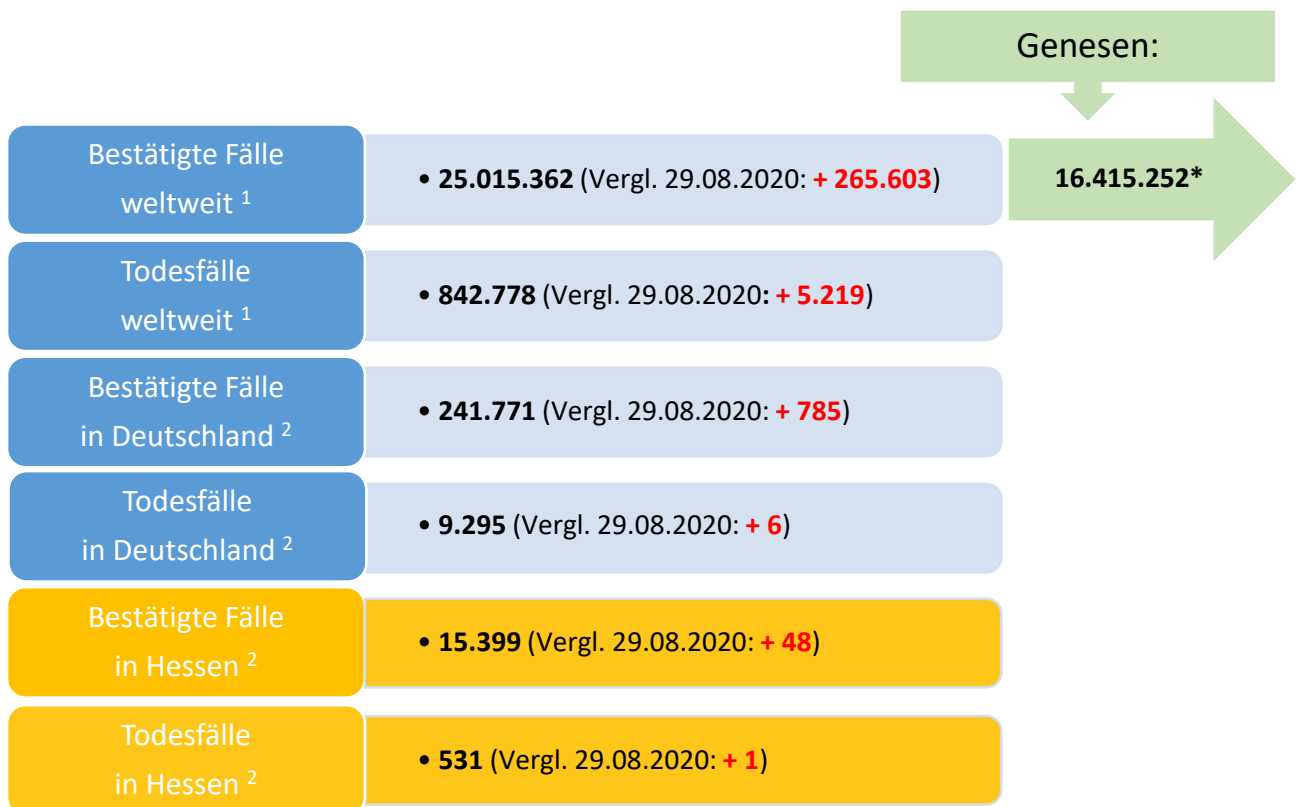 Genesen:
Bestätigte Fälle
weltweit ¹
• 25.015.362 (Vergl. 29.08.2020: + 265.603)
16.415.252*
Todesfälle
weltweit ¹
• 842.778 (Vergl. 29.08.2020: + 5.219)
Bestätigte Fälle
in Deutschland ²
• 241.771 (Vergl. 29.08.2020: + 785)
Todesfälle
in Deutschland ²
• 9.295 (Vergl. 29.08.2020: + 6)
Bestätigte Fälle
in Hessen ²
• 15.399 (Vergl. 29.08.2020: + 48)
Todesfälle
in Hessen ²
• 531 (Vergl. 29.08.2020: + 1)